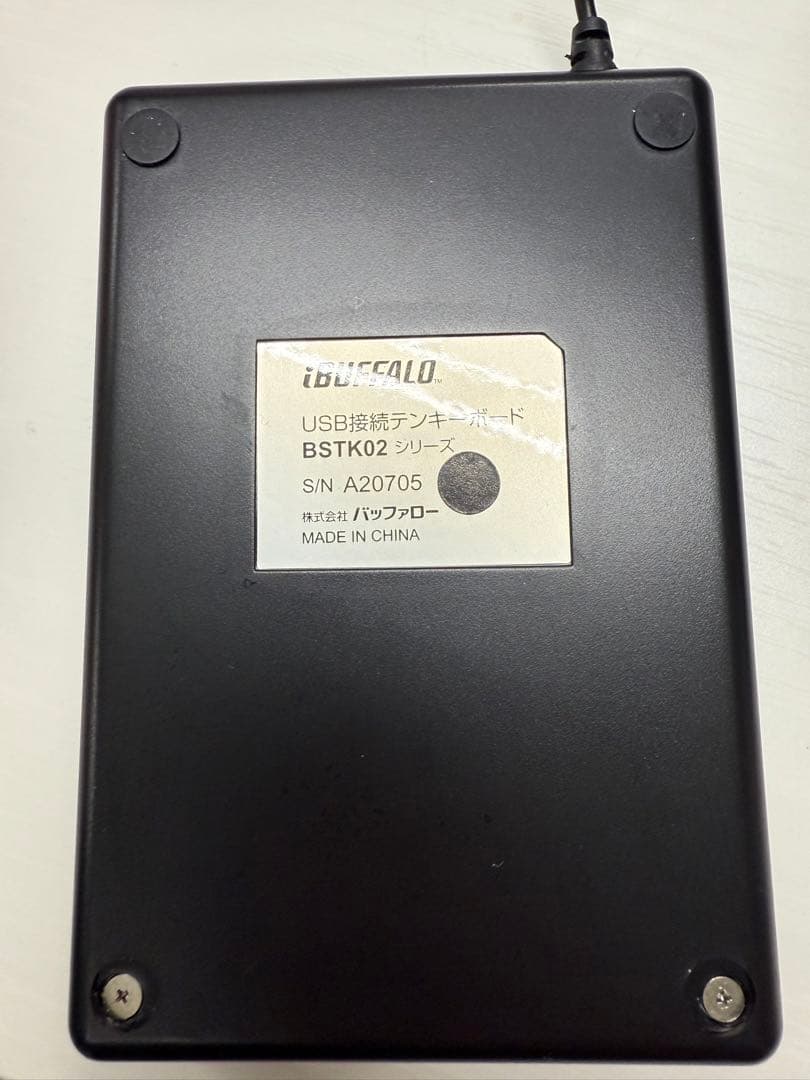 iBUFFALO™
USB接続テンキーボード
BSTK02 シリーズ
S/N A20705
株式会社 バッファロー
MADE IN CHINA